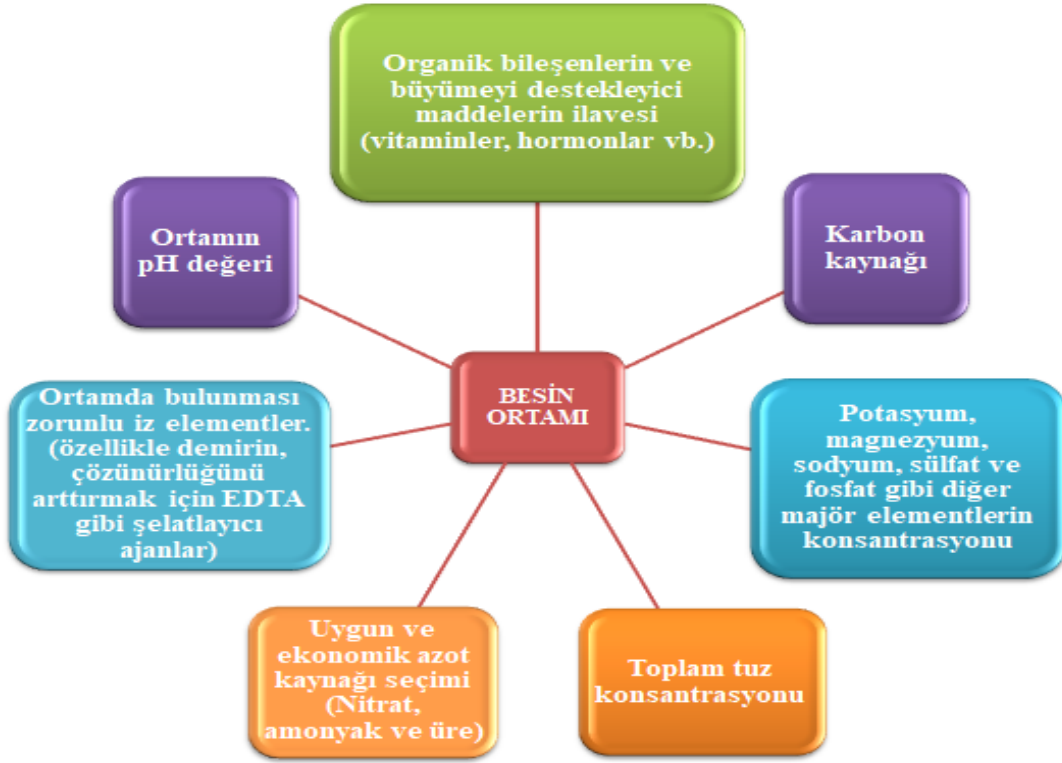 Organik bileşenlerin ve
büyümeyi destekleyici
maddelerin ilavesi
(vitaminler, hormonlar vb.)
Ortamın
pH değeri
Karbon
kaynağı
BESİN
ORTAMI
Ortamda bulunması
zorunlu iz elementler.
(özellikle demirin,
çözünürlüğünü
arttırmak için EDTA
gibi şelatlayıcı
ajanlar)
Potasyum,
magnezyum,
sodyum, sülfat ve
fosfat gibi diğer
majör elementlerin
konsantrasyonu
Uygun ve
ekonomik azot
kaynağı seçimi
(Nitrat,
amonyak ve üre)
Toplam tuz
konsantrasyonu